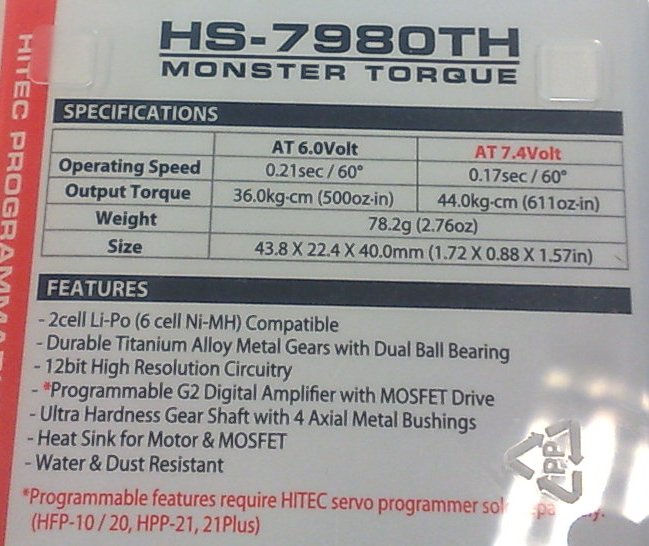 HITEC PROGRAMMA
HS-7980TH
MONSTER TORQUE
SPECIFICATIONS
AT 6.0Volt AT 7.4Volt
Operating Speed 0.21sec / 60° 0.17sec / 60°
Output Torque 36.0kg-cm (500oz-in) 44.0kg-cm (611oz-in)
Weight 78.2g (2.76oz)
Size 43.8 X 22.4 X 40.0mm (1.72 X 0.88 X 1.57in)
FEATURES
- 2cell Li-Po (6 cell Ni-MH) Compatible
- Durable Titanium Alloy Metal Gears with Dual Ball Bearing
- 12bit High Resolution Circuitry
- *Programmable G2 Digital Amplifier with MOSFET Drive
- Ultra Hardness Gear Shaft with 4 Axial Metal Bushings
- Heat Sink for Motor & MOSFET
- Water & Dust Resistant
PP
*Programmable features require HITEC servo programmer
(HFP-10 / 20, HPP-21, 21Plus)